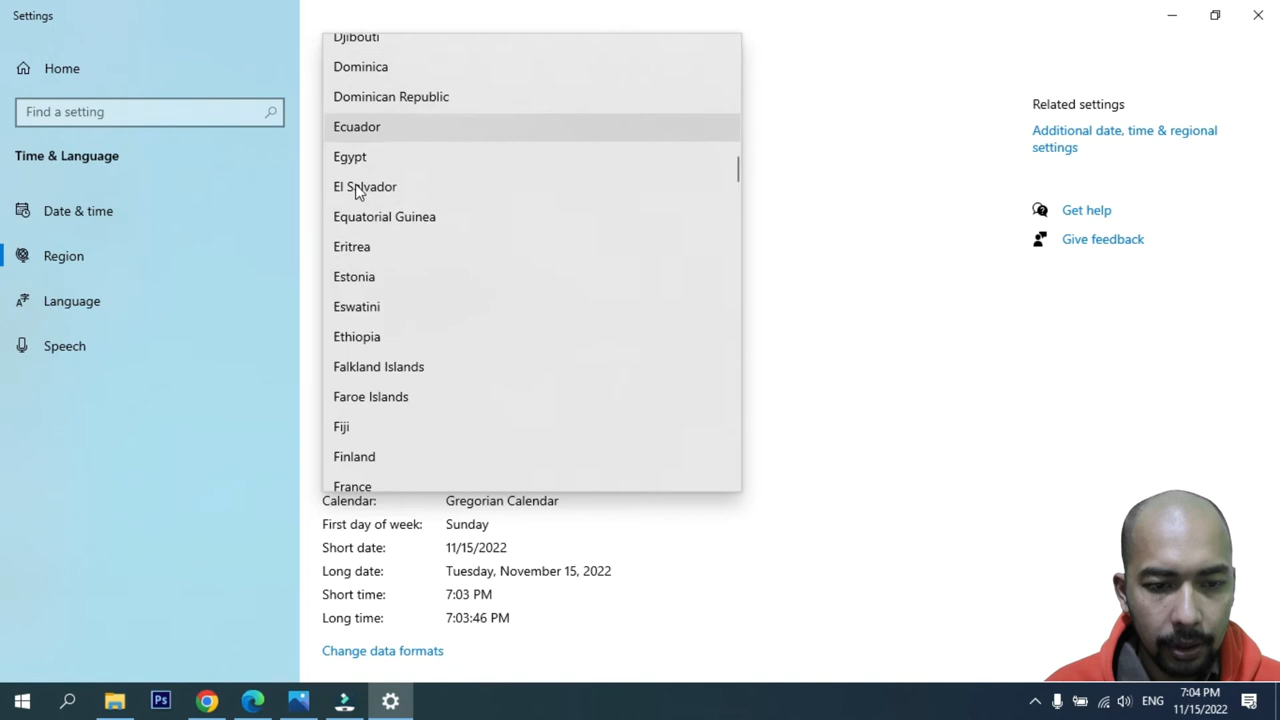 Settings
Home
Find a setting
Time & Language
Date & time
Region
Language
Speech
Djibouti
Dominica
Dominican Republic
Ecuador
Egypt
El Salvador
Equatorial Guinea
Eritrea
Estonia
Eswatini
Ethiopia
Falkland Islands
Faroe Islands
Fiji
Finland
France
Calendar: Gregorian Calendar
First day of week: Sunday
Short date: 11/15/2022
Long date: Tuesday, November 15, 2022
Short time: 7:03 PM
Long time: 7:03:46 PM
Change data formats
Related settings
Additional date, time & regional
settings
Get help
Give feedback
Ps
ENG
7:04 PM
11/15/2022